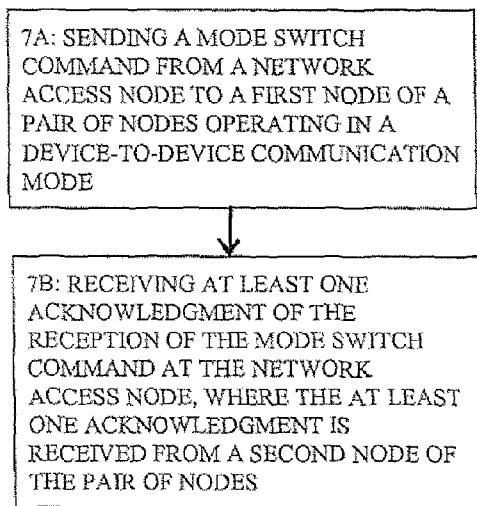 7A: SENDING A MODE SWITCH
COMMAND FROM A NETWORK
ACCESS NODE TO A FIRST NODE OF A
PAIR OF NODES OPERATING IN A
DEVICE-TO-DEVICE COMMUNICATION
MODE
7B: RECEIVING AT LEAST ONE
ACKNOWLEDGMENT OF THE
RECEPTION OF THE MODE SWITCH
COMMAND AT THE NETWORK
ACCESS NODE, WHERE THE AT LEAST
ONE ACKNOWLEDGMENT IS
RECEIVED FROM A SECOND NODE OF
THE PAIR OF NODES